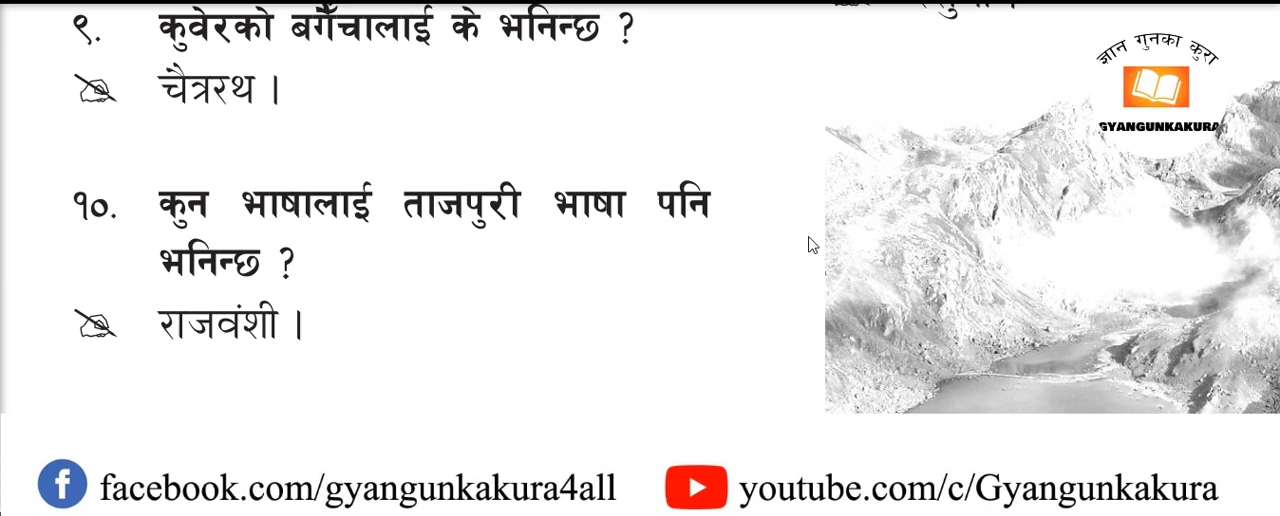 ९. कुवेरको बगैँचालाई के भनिन्छ ?
चैत्ररथ ।
१०. कुन भाषालाई ताजपुरी भाषा पनि
भनिन्छ ?
राजवंशी ।
ज्ञान गुनका कुरा
GYANGUNKAKURA
facebook.com/gyangunkakura4all
youtube.com/c/Gyangunkakura